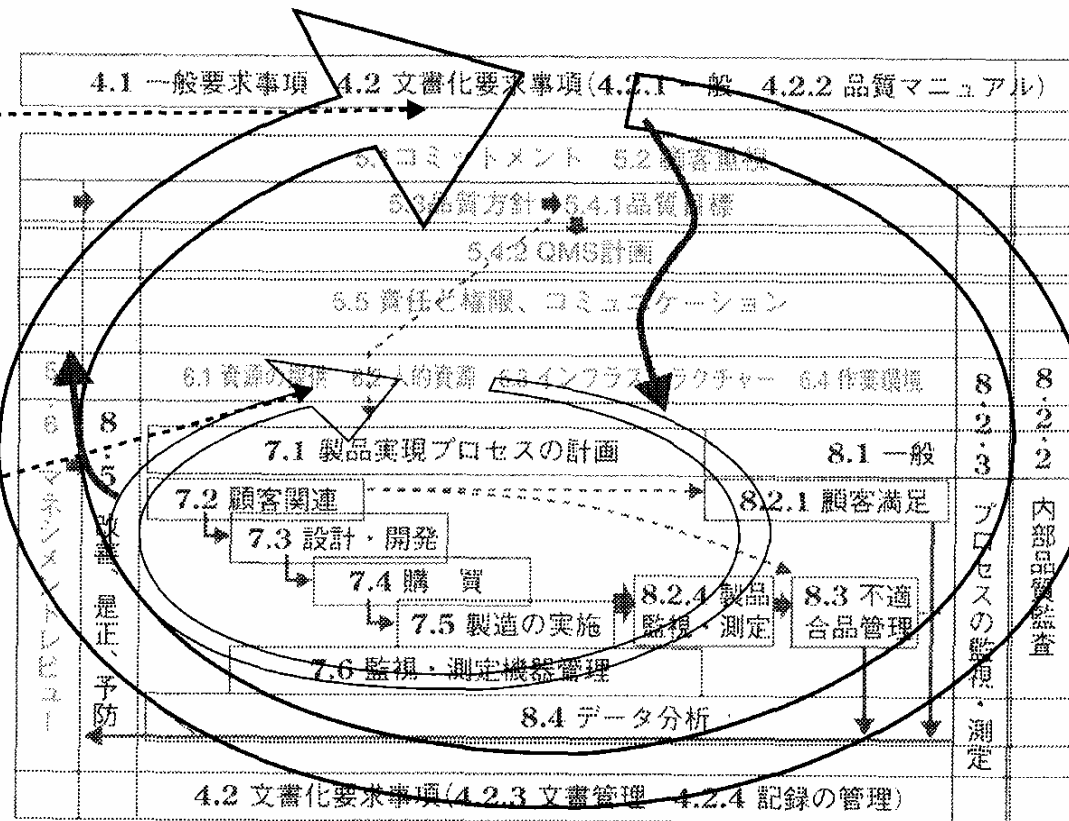 4.1 一般要求事項 4.2 文書化要求事項(4.2.1 一般 4.2.2 品質マニュアル)
5.1コミットメント 5.2 顧客重視
5.3品質方針 5.4.1品質目標
5.4.2 QMS計画
5.5 責任と権限、コミュニケーション
6.1 資源の提供 6.2 人的資源 6.3 インフラストラクチャー 6.4 作業環境
7.1 製品実現プロセスの計画
8.1 一般
7.2 顧客関連
8.2.1 顧客満足
7.3 設計・開発
7.4 購 買
7.5 製造の実施
8.2.4 製品
監視・測定
8.3 不適
合品管理
7.6 監視・測定機器管理
8.4 データ分析
4.2 文書化要求事項(4.2.3 文書管理 4.2.4 記録の管理)
5.6 マネジメントレビュー
8.5 改善、是正、予防
8.2.3 プロセスの監視・測定
8.2.2 内部品質監査